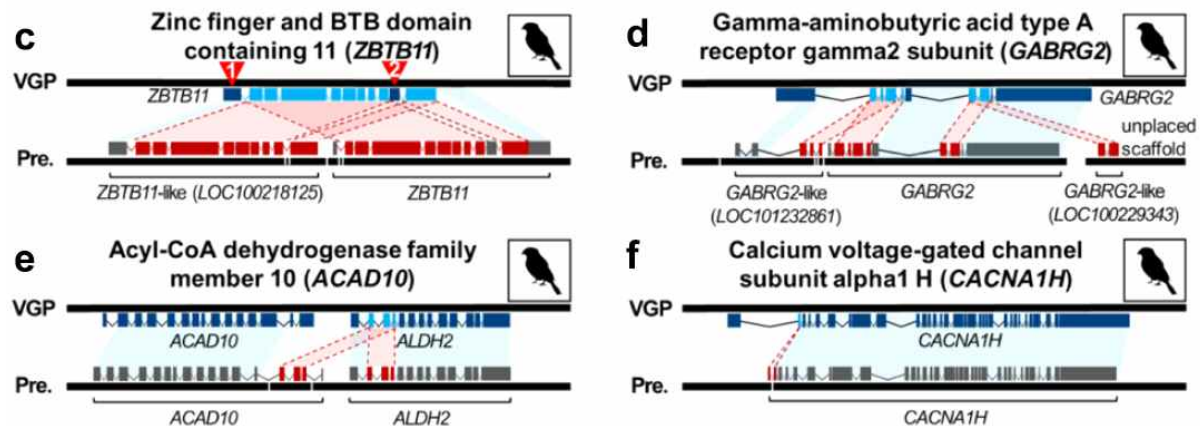 c
Zinc finger and BTB domain
containing 11 (ZBTB11)
VGP
1
2
ZBTB11
Pre.
ZBTB11-like (LOC100218125)
ZBTB11
d
Gamma-aminobutyric acid type A
receptor gamma2 subunit (GABRG2)
VGP
GABRG2
unplaced
scaffold
Pre.
GABRG2-like
(LOC101232861)
GABRG2
GABRG2-like
(LOC100229343)
e
Acyl-CoA dehydrogenase family
member 10 (ACAD10)
VGP
ACAD10
ALDH2
Pre.
ACAD10
ALDH2
f
Calcium voltage-gated channel
subunit alpha1 H (CACNA1H)
VGP
CACNA1H
Pre.
CACNA1H